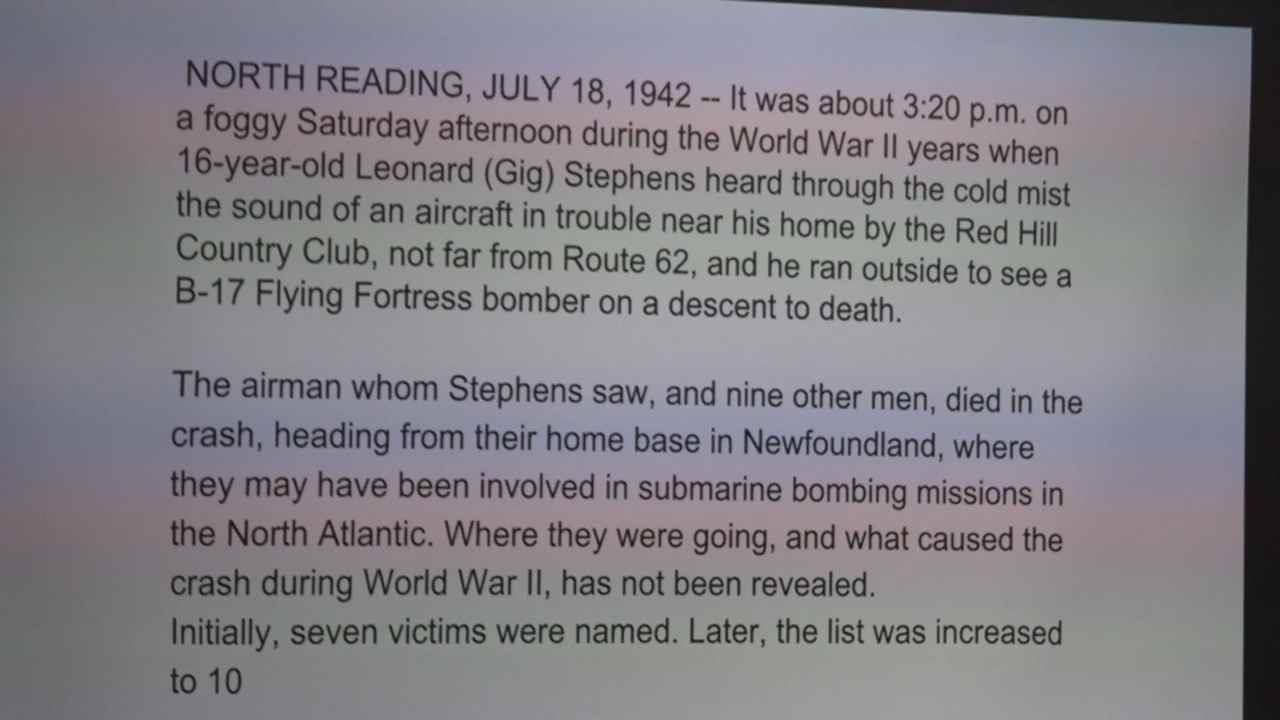 NORTH READING, JULY 18, 1942 -- It was about 3:20 p.m. on
a foggy Saturday afternoon during the World War II years when
16-year-old Leonard (Gig) Stephens heard through the cold mist
the sound of an aircraft in trouble near his home by the Red Hill
Country Club, not far from Route 62, and he ran outside to see a
B-17 Flying Fortress bomber on a descent to death.
The airman whom Stephens saw, and nine other men, died in the
crash, heading from their home base in Newfoundland, where
they may have been involved in submarine bombing missions in
the North Atlantic. Where they were going, and what caused the
crash during World War II, has not been revealed.
Initially, seven victims were named. Later, the list was increased
to 10